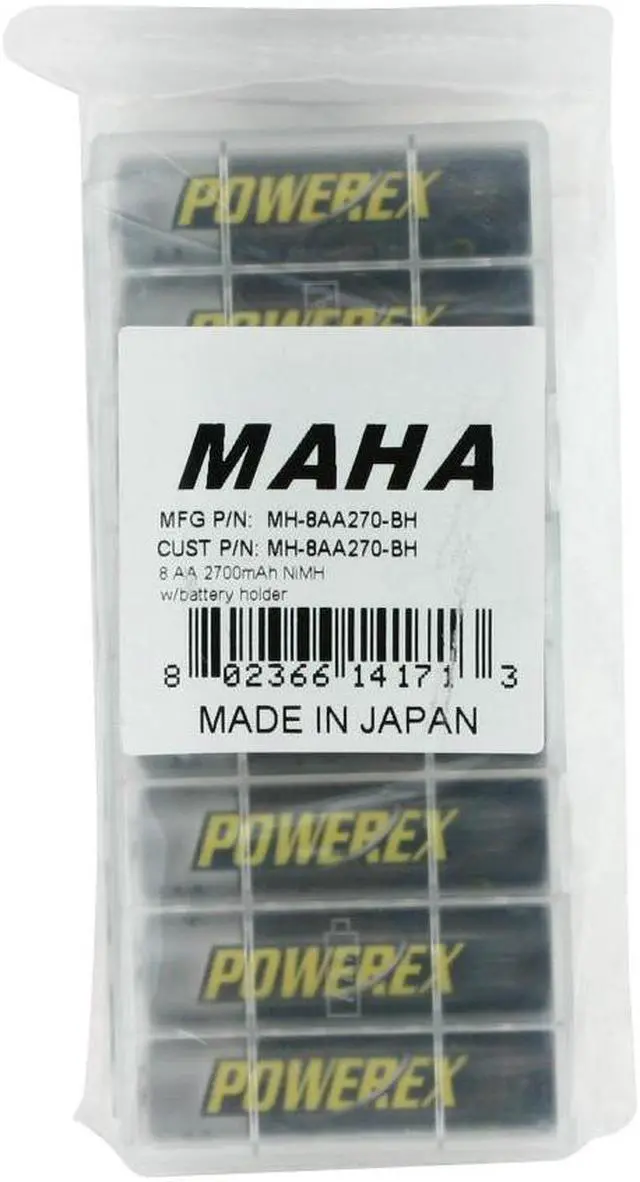 POWEREX
POWEREX
MAHA
MFG P/N: MH-8AA270-BH
CUST P/N: MH-8AA270-BH
8 AA 2700mAh NiMH
w/battery holder
8 02366 14171 3
MADE IN JAPAN
POWEREX
POWEREX
POWEREX